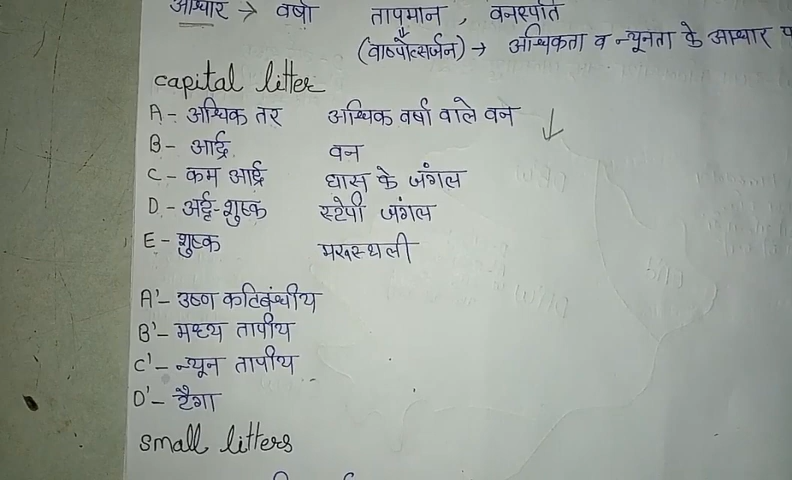 आधार → वर्षा तापमान , वनस्पति
(वाष्पोत्सर्जन) → अधिकता व न्यूनता के आधार
capital litter
A - अधिक तर अधिक वर्षा वाले वन ↓
B - आर्द्र वन
C - कम आर्द्र घास के जंगल
D. - अर्द्ध-शुष्क स्टेपी जंगल
E - शुष्क मरुस्थली
A' - उष्ण कटिबंधीय
B' - मध्य तापीय
C' - न्यून तापीय
D' - टैगा
small litters